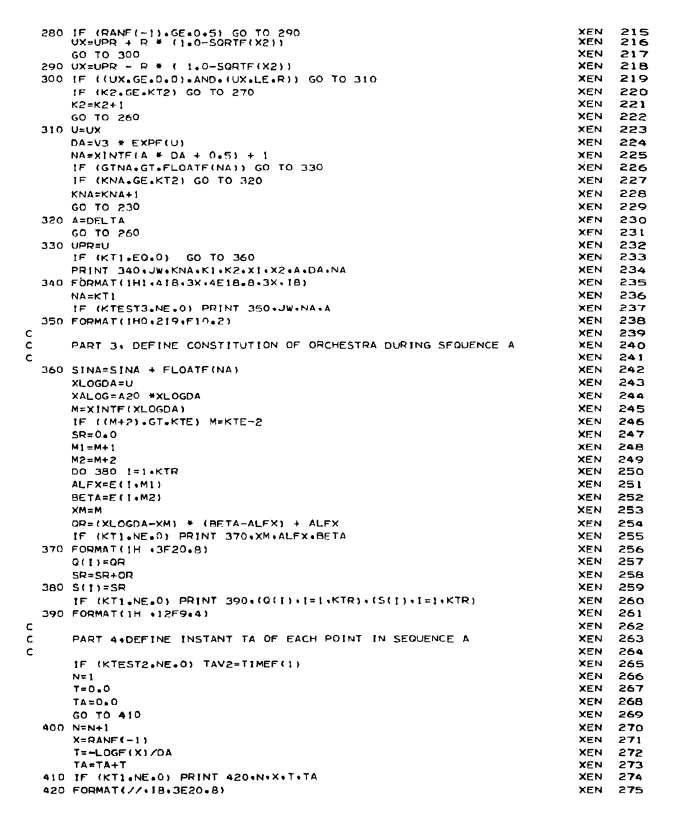 280 IF (RANF(-1).GE.0.5) GO TO 290 XEN 215
UX=UPR + R * (1.0-SQRTF(X2)) XEN 216
GO TO 300 XEN 217
290 UX=UPR - R * ( 1.0-SQRTF(X2)) XEN 218
300 IF ((UX.GE.0.0).AND.(UX.LE.R)) GO TO 310 XEN 219
IF (K2.GE.KT2) GO TO 270 XEN 220
K2=K2+1 XEN 221
GO TO 260 XEN 222
310 U=UX XEN 223
DA=V3 * EXPF(U) XEN 224
NA=XINTF(A * DA + 0.5) + 1 XEN 225
IF (GTNA.GT.FLOATF(NA)) GO TO 330 XEN 226
IF (KNA.GE.KT2) GO TO 320 XEN 227
KNA=KNA+1 XEN 228
GO TO 230 XEN 229
320 A=DELTA XEN 230
GO TO 260 XEN 231
330 UPR=U XEN 232
IF (KT1.EQ.0) GO TO 360 XEN 233
PRINT 340,JW,KNA,K1,K2,X1,X2,A,DA,NA XEN 234
340 FORMAT(1H1,4I8,3X,4E18.8,3X,I8) XEN 235
NA=KT1 XEN 236
IF (KTEST3.NE.0) PRINT 350,JW,NA,A XEN 237
350 FORMAT(1H0,2I9,F10.2) XEN 238
C XEN 239
C PART 3, DEFINE CONSTITUTION OF ORCHESTRA DURING SEQUENCE A XEN 240
C XEN 241
360 SINA=SINA + FLOATF(NA) XEN 242
XLOGDA=U XEN 243
XALOG=A20 *XLOGDA XEN 244
M=XINTF(XLOGDA) XEN 245
IF ((M+2).GT.KTE) M=KTE-2 XEN 246
SR=0.0 XEN 247
M1=M+1 XEN 248
M2=M+2 XEN 249
DO 380 I=1,KTR XEN 250
ALFX=E(I,M1) XEN 251
BETA=E(I,M2) XEN 252
XM=M XEN 253
QR=(XLOGDA-XM) * (BETA-ALFX) + ALFX XEN 254
IF (KT1.NE.0) PRINT 370,XM,ALFX,BETA XEN 255
370 FORMAT(1H ,3F20.8) XEN 256
Q(I)=QR XEN 257
SR=SR+QR XEN 258
380 S(I)=SR XEN 259
IF (KT1.NE.0) PRINT 390,(Q(I),I=1,KTR),(S(I),I=1,KTR) XEN 260
390 FORMAT(1H ,12F9.4) XEN 261
C XEN 262
C PART 4,DEFINE INSTANT TA OF EACH POINT IN SEQUENCE A XEN 263
C XEN 264
IF (KTEST2.NE.0) TAV2=TIMEF(1) XEN 265
N=1 XEN 266
T=0.0 XEN 267
TA=0.0 XEN 268
GO TO 410 XEN 269
400 N=N+1 XEN 270
X=RANF(-1) XEN 271
T=-LOGF(X)/DA XEN 272
TA=TA+T XEN 273
410 IF (KT1.NE.0) PRINT 420,N,X,T,TA XEN 274
420 FORMAT(//,I8,3E20.8) XEN 275